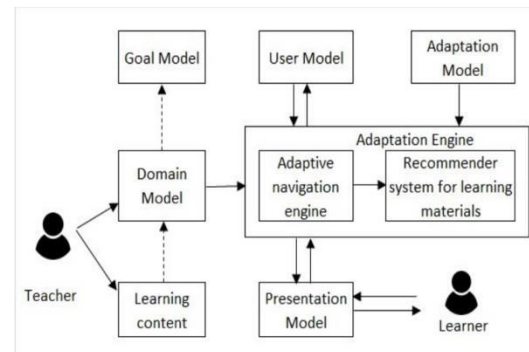 Goal Model
User Model
Adaptation
Model
Adaptation Engine
Domain
Model
Adaptive
navigation
engine
Recommender
system for learning
materials
Teacher
Learning
content
Presentation
Model
Learner